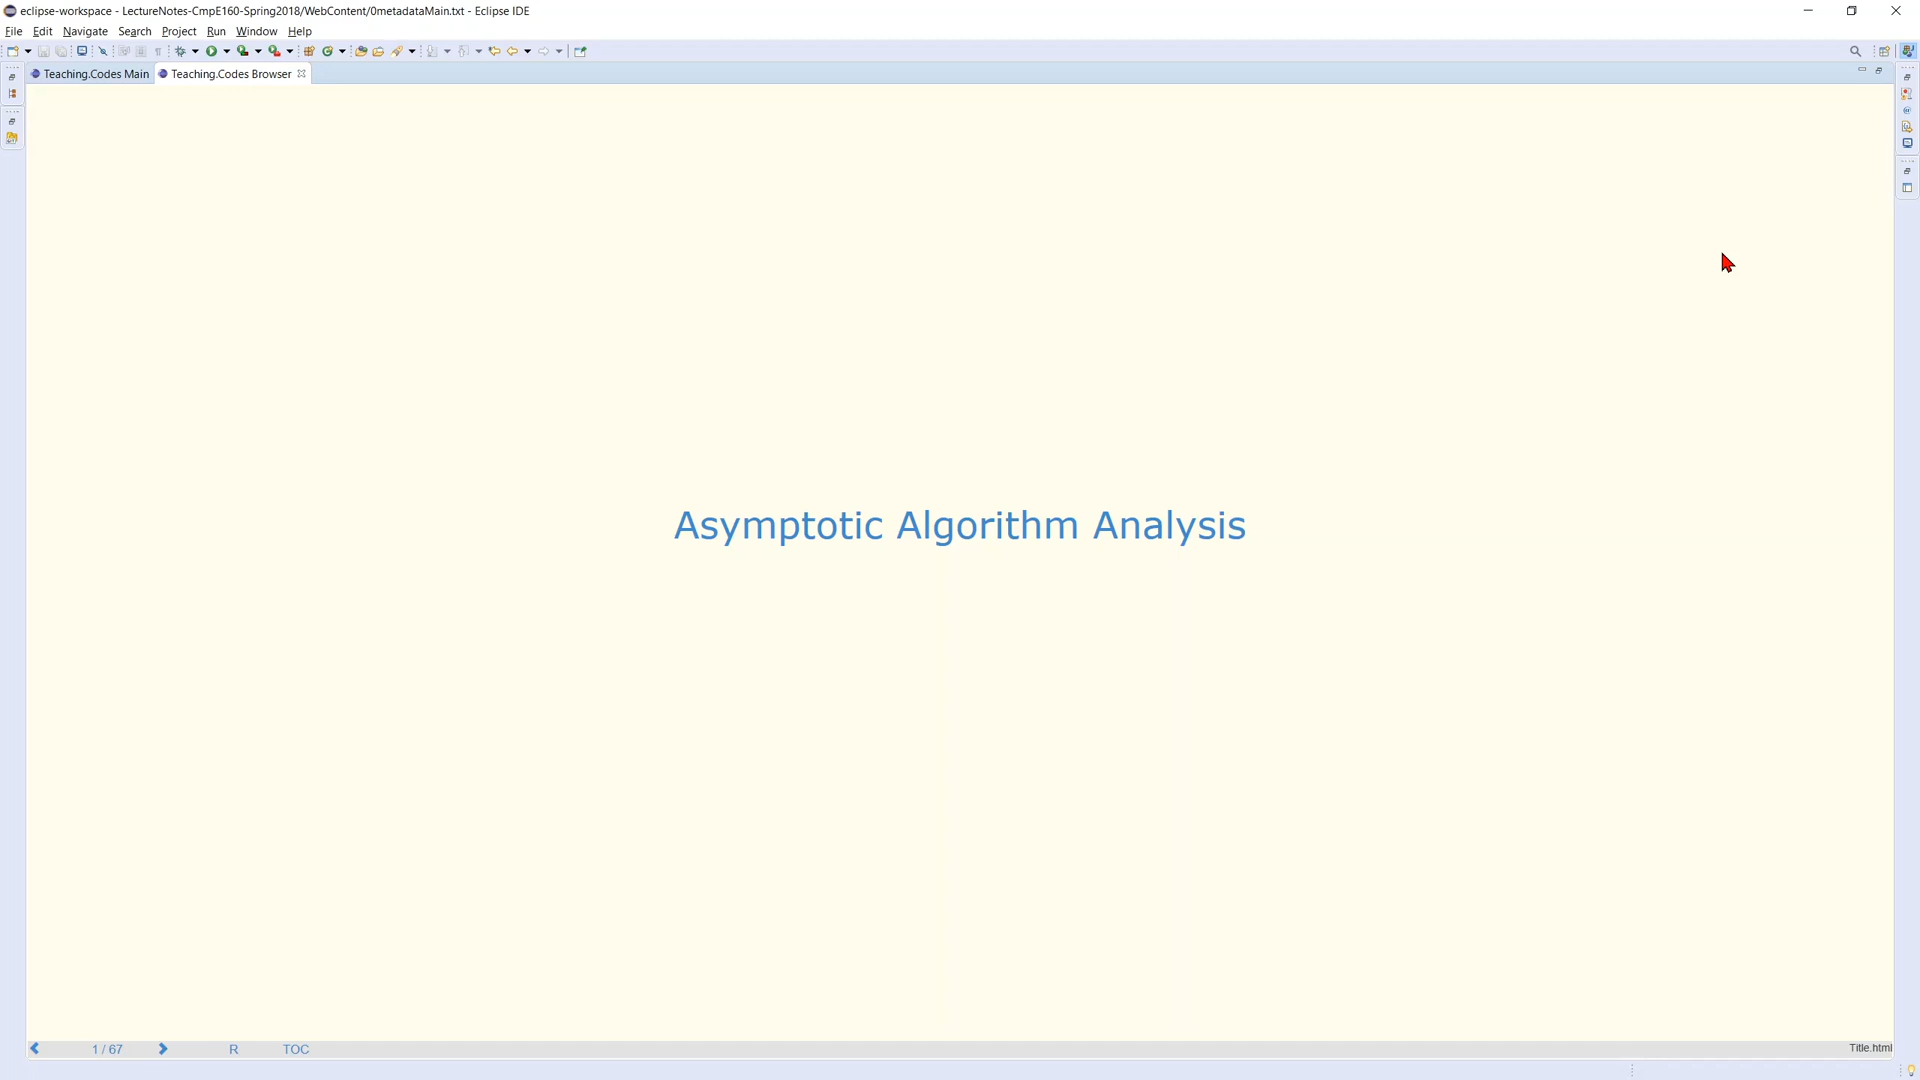 eclipse-workspace - LectureNotes-CmpE160-Spring2018/WebContent/0metadataMain.txt - Eclipse IDE
File Edit Navigate Search Project Run Window Help
Teaching.Codes Main Teaching.Codes Browser
Asymptotic Algorithm Analysis
1 / 67 R TOC Title.html